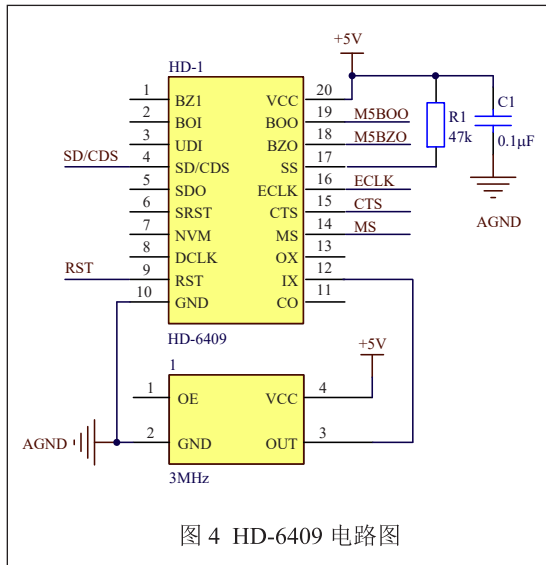 +5V
HD-1
1 BZ1 VCC 20
2 BOI BOO 19 M5BOO
3 UDI BZO 18 M5BZO
SD/CDS 4 SD/CDS SS 17
5 SDO ECLK 16 ECLK
6 SRST CTS 15 CTS
7 NVM MS 14 MS
8 DCLK OX 13
RST 9 RST IX 12
10 GND CO 11
R1
47k
C1
0.1μF
AGND
HD-6409
+5V
1
1 OE VCC 4
AGND 2 GND OUT 3
3MHz
图 4 HD-6409 电路图